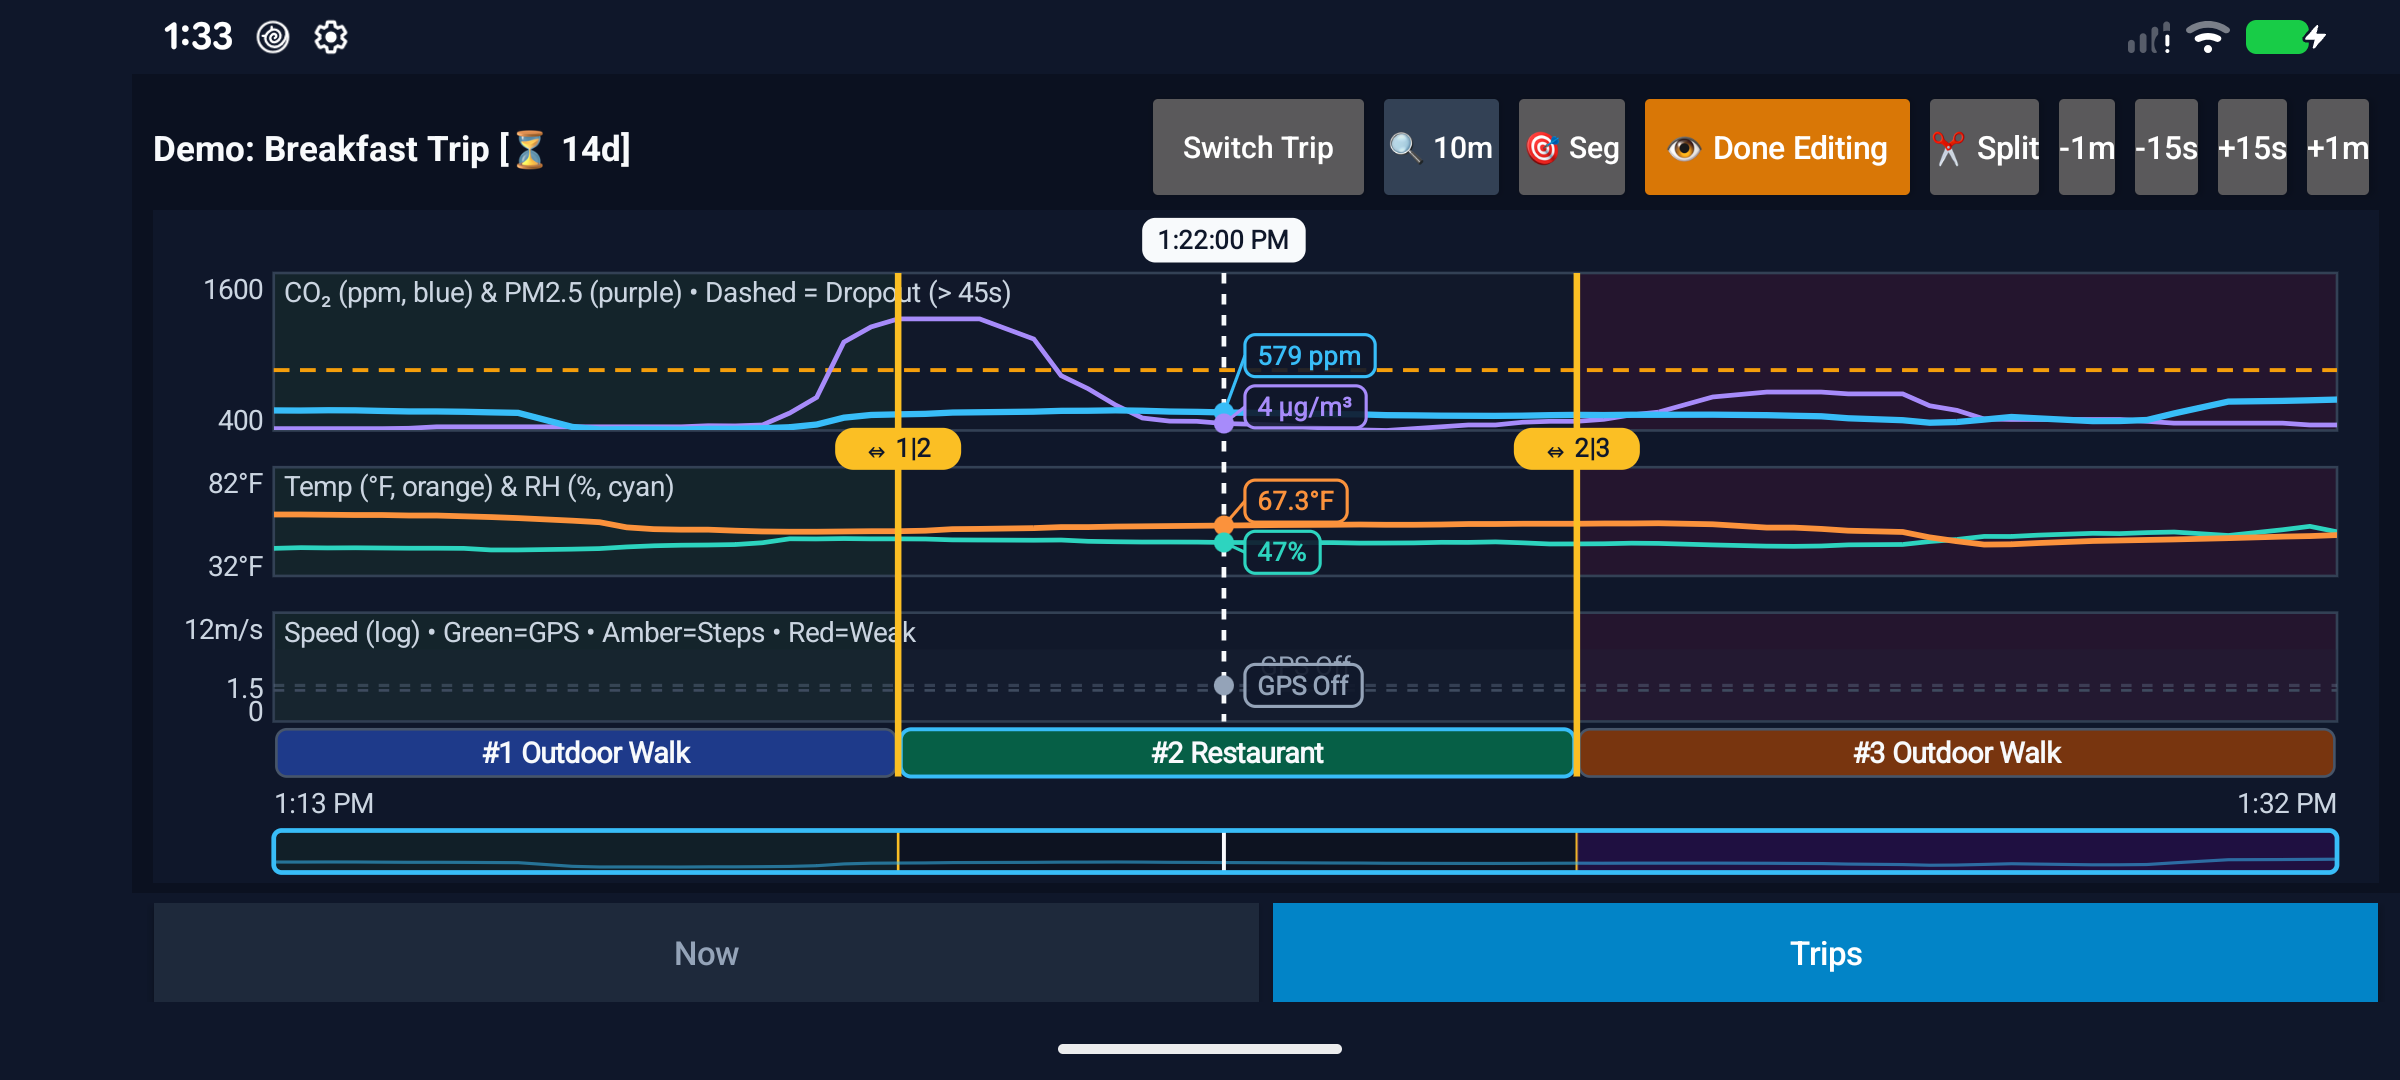 1:33
Demo: Breakfast Trip [⏳ 14d]
Switch Trip
🔍 10m
🎯 Seg
👁️ Done Editing
✂️ Split
-1m
-15s
+15s
+1m
1:22:00 PM
1600
CO₂ (ppm, blue) & PM2.5 (purple) • Dashed = Dropout (> 45s)
579 ppm
4 µg/m³
400
⇔ 1|2
⇔ 2|3
82°F
Temp (°F, orange) & RH (%, cyan)
67.3°F
47%
32°F
12m/s
Speed (log) • Green=GPS • Amber=Steps • Red=Weak
GPS Off
GPS Off
1.5
0
#1 Outdoor Walk
#2 Restaurant
#3 Outdoor Walk
1:13 PM
1:32 PM
Now
Trips